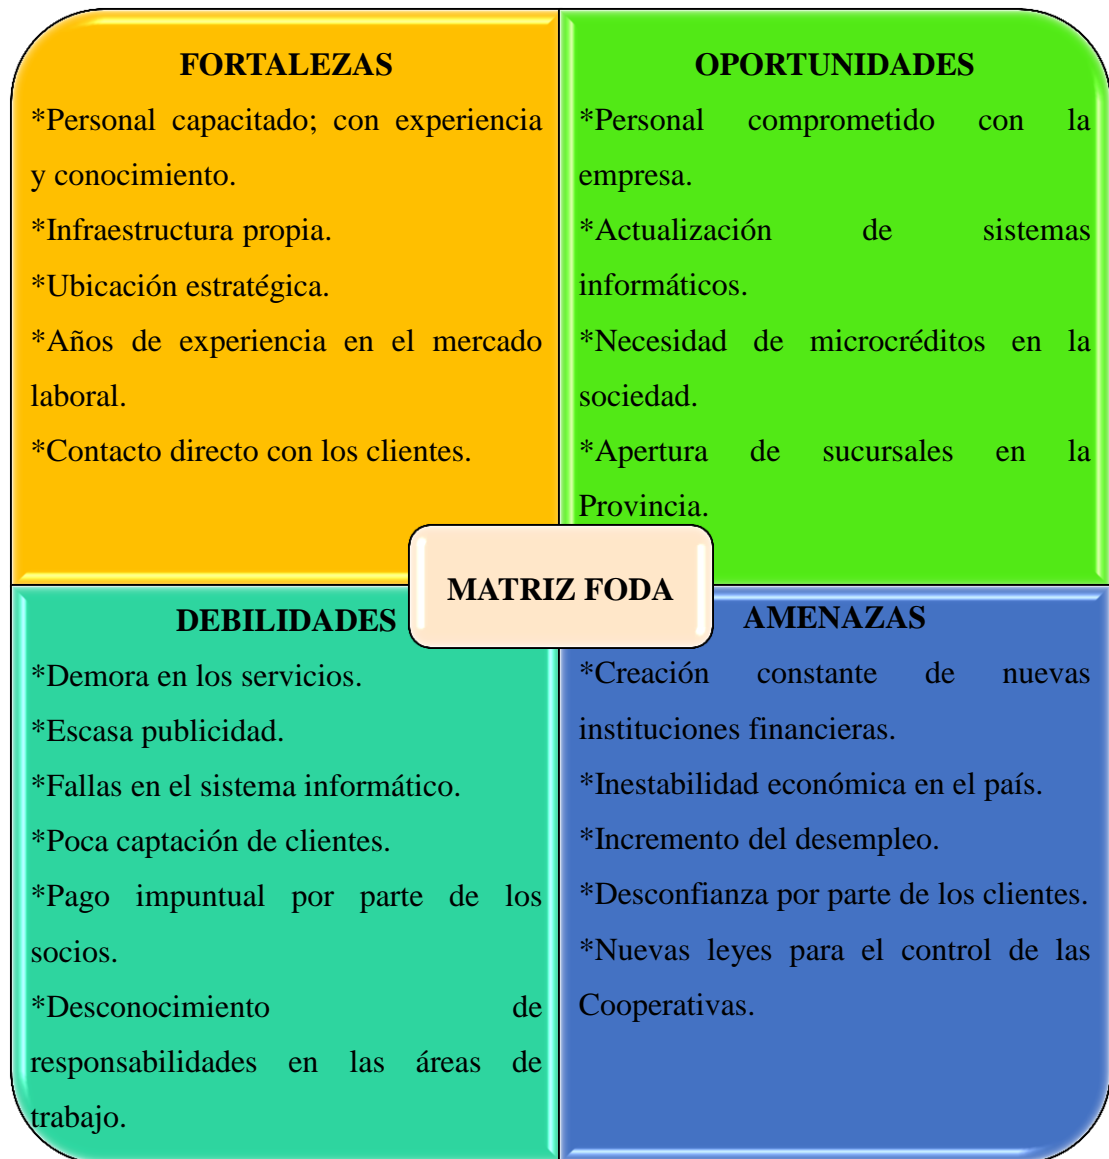 FORTALEZAS
*Personal capacitado; con experiencia
y conocimiento.
*Infraestructura propia.
*Ubicación estratégica.
*Años de experiencia en el mercado
laboral.
*Contacto directo con los clientes.
OPORTUNIDADES
*Personal comprometido con la
empresa.
*Actualización de sistemas
informáticos.
*Necesidad de microcréditos en la
sociedad.
*Apertura de sucursales en la
Provincia.
MATRIZ FODA
DEBILIDADES
*Demora en los servicios.
*Escasa publicidad.
*Fallas en el sistema informático.
*Poca captación de clientes.
*Pago impuntual por parte de los
socios.
*Desconocimiento de
responsabilidades en las áreas de
trabajo.
AMENAZAS
*Creación constante de nuevas
instituciones financieras.
*Inestabilidad económica en el país.
*Incremento del desempleo.
*Desconfianza por parte de los clientes.
*Nuevas leyes para el control de las
Cooperativas.